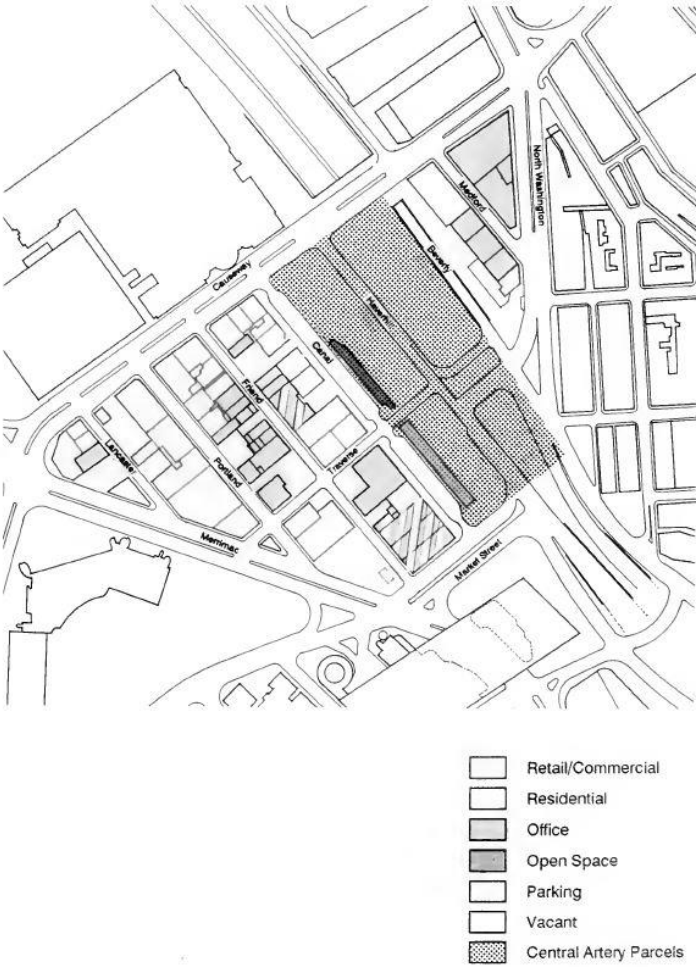 North Washington
Medford
Beverly
Haverhill
Causeway
Canal
Friend
Traverse
Portland
Lancaster
Merrimac
Market Street
Retail/Commercial
Residential
Office
Open Space
Parking
Vacant
Central Artery Parcels